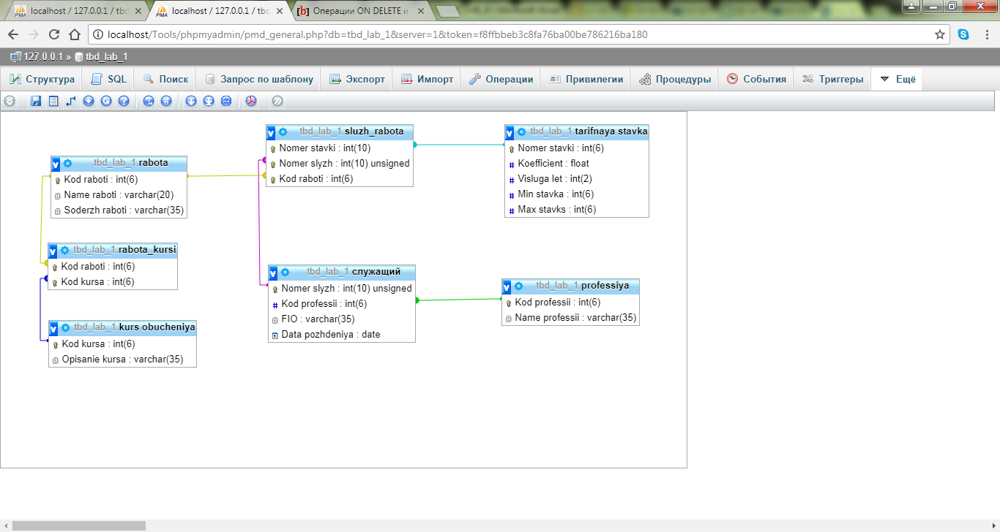 localhost / 127.0.0.1 / tbd
localhost / 127.0.0.1 / tbd
[b] Операции ON DELETE и
localhost/Tools/phpmyadmin/pmd_general.php?db=tbd_lab_1&server=1&token=f8ffbbeb3c8fa76ba00be786216ba180
127.0.0.1 » tbd_lab_1
Структура SQL Поиск Запрос по шаблону Экспорт Импорт Операции Привилегии Процедуры События Триггеры Ещё
tbd_lab_1.rabota
Kod raboti : int(6)
Name raboti : varchar(20)
Soderzh raboti : varchar(35)
tbd_lab_1.rabota_kursi
Kod raboti : int(6)
Kod kursa : int(6)
tbd_lab_1.kurs obucheniya
Kod kursa : int(6)
Opisanie kursa : varchar(35)
tbd_lab_1.sluzh_rabota
Nomer stavki : int(10)
Nomer slyzh : int(10) unsigned
Kod raboti : int(6)
tbd_lab_1.служащий
Nomer slyzh : int(10) unsigned
Kod professii : int(6)
FIO : varchar(35)
Data pozhdeniya : date
tbd_lab_1.tarifnaya stavka
Nomer stavki : int(6)
Koefficient : float
Visluga let : int(2)
Min stavka : int(6)
Max stavks : int(6)
tbd_lab_1.professiya
Kod professii : int(6)
Name professii : varchar(35)